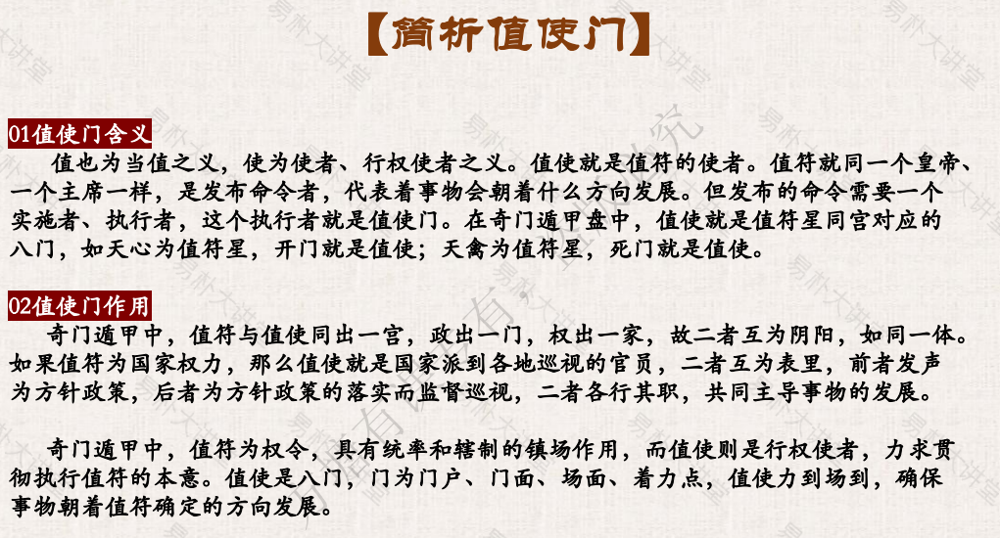 【简析值使门】
01值使门含义
值也为当值之义，使为使者、行权使者之义。值使就是值符的使者。值符就同一个皇帝、
一个主席一样，是发布命令者，代表着事物会朝着什么方向发展。但发布的命令需要一个
实施者、执行者，这个执行者就是值使门。在奇门遁甲盘中，值使就是值符星同宫对应的
八门，如天心为值符星，开门就是值使；天禽为值符星，死门就是值使。
02值使门作用
奇门遁甲中，值符与值使同出一宫，政出一门，权出一家，故二者互为阴阳，如同一体。
如果值符为国家权力，那么值使就是国家派到各地巡视的官员，二者互为表里，前者发声
为方针政策，后者为方针政策的落实而监督巡视，二者各行其职，共同主导事物的发展。
奇门遁甲中，值符为权令，具有统率和辖制的镇场作用，而值使则是行权使者，力求贯
彻执行值符的本意。值使是八门，门为门户、门面、场面、着力点，值使力到场到，确保
事物朝着值符确定的方向发展。
易朴大讲堂